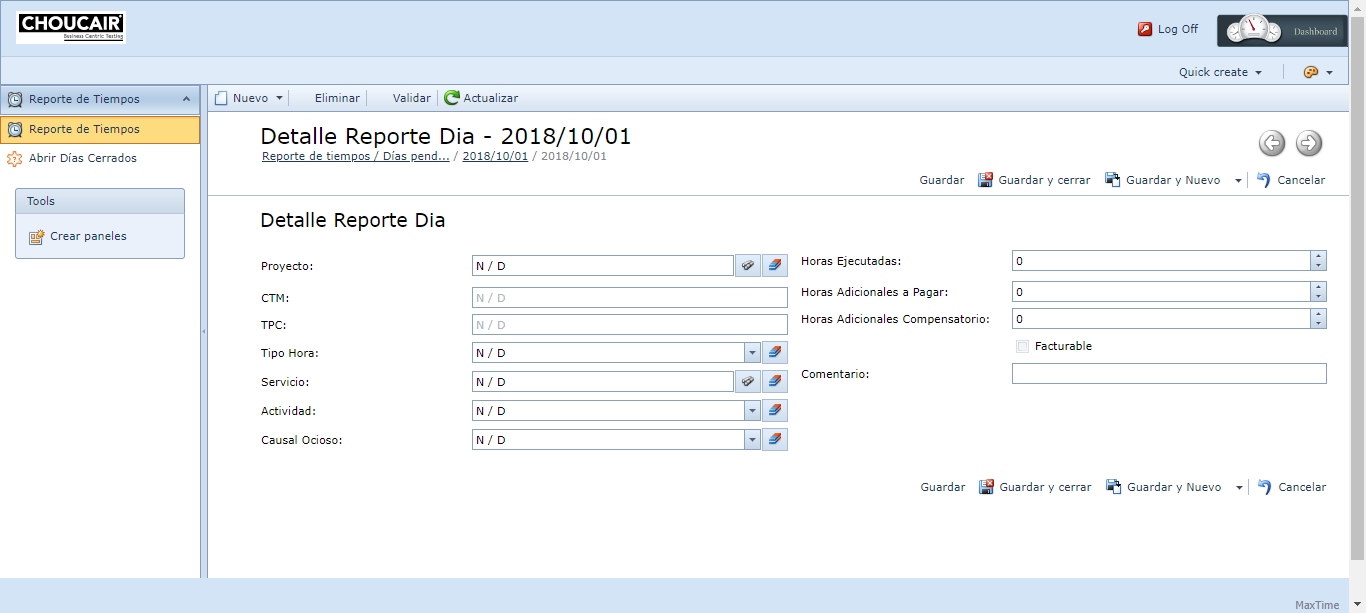 CHOUCAIR
Business Centric Testing
Log Off
Dashboard
Quick create
Reporte de Tiempos
Reporte de Tiempos
Abrir Días Cerrados
Tools
Crear paneles
Nuevo Eliminar Validar Actualizar
Detalle Reporte Dia - 2018/10/01
Reporte de tiempos / Días pend... / 2018/10/01 / 2018/10/01
Guardar Guardar y cerrar Guardar y Nuevo Cancelar
Detalle Reporte Dia
Proyecto: N / D
CTM: N / D
TPC: N / D
Tipo Hora: N / D
Servicio: N / D
Actividad: N / D
Causal Ocioso: N / D
Horas Ejecutadas: 0
Horas Adicionales a Pagar: 0
Horas Adicionales Compensatorio: 0
Facturable
Comentario:
Guardar Guardar y cerrar Guardar y Nuevo Cancelar
MaxTime